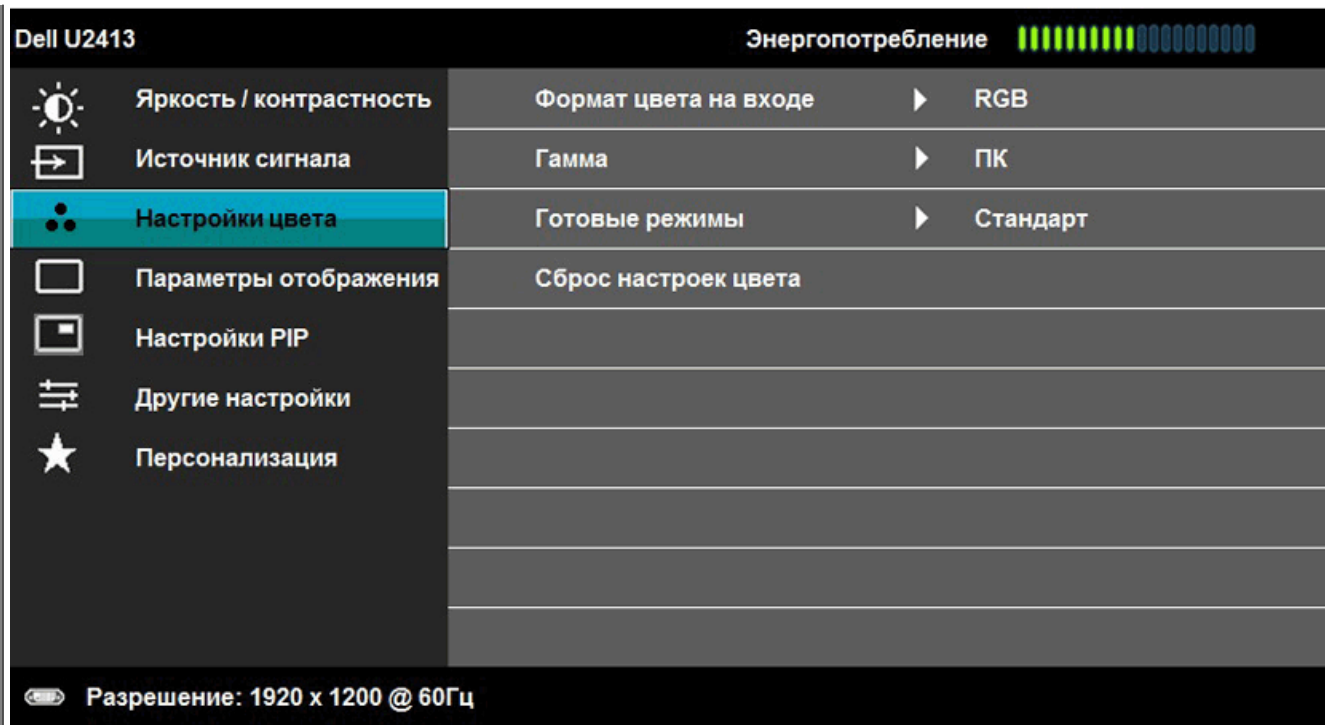 Dell U2413 Энергопотребление
Яркость / контрастность Формат цвета на входе RGB
Источник сигнала Гамма ПК
Настройки цвета Готовые режимы Стандарт
Параметры отображения Сброс настроек цвета
Настройки PIP
Другие настройки
Персонализация
Разрешение: 1920 x 1200 @ 60Гц